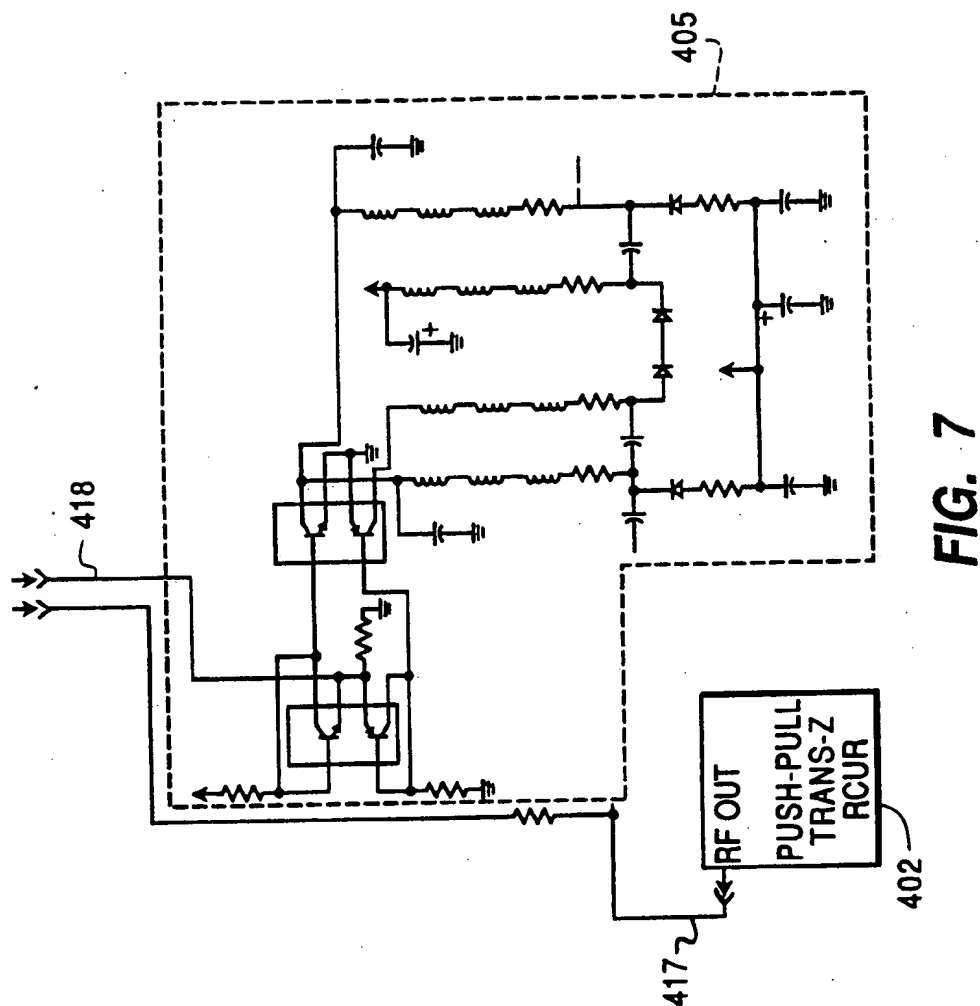 418
405
417
402
RF OUT
PUSH-PULL
TRANS-Z
RCUR
+
+
FIG. 7